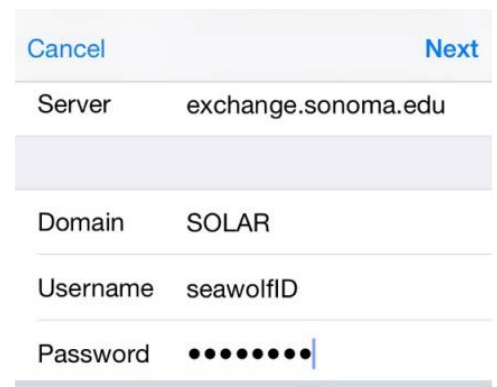 Cancel Next
Server exchange.sonoma.edu
Domain SOLAR
Username seawolfID
Password ••••••••